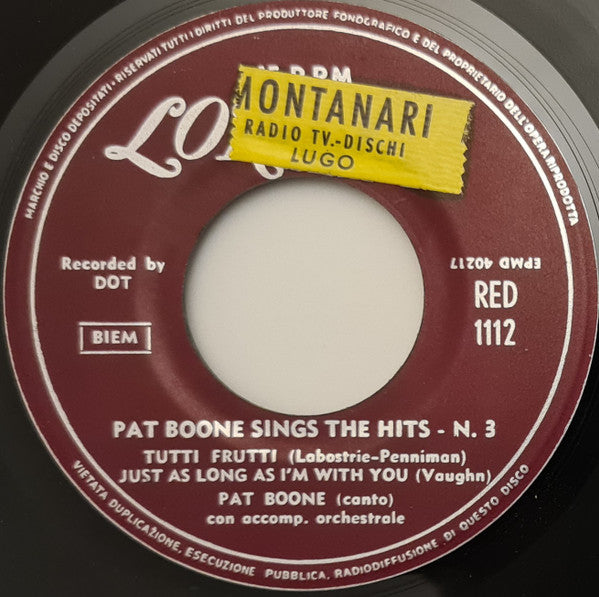 MARCHIO E DISCO DEPOSITATI • RISERVATI TUTTI I DIRITTI DEL PRODUTTORE FONOGRAFICO E DEL PROPRIETARIO DELL'OPERA RIPRODOTTA
R.P.M.
MONTANARI
RADIO TV.-DISCHI
LUGO
Recorded by
DOT
EPMD 40217
RED
1112
BIEM
PAT BOONE SINGS THE HITS - N. 3
TUTTI FRUTTI (Labostrie-Penniman)
JUST AS LONG AS I'M WITH YOU (Vaughn)
PAT BOONE (canto)
con accomp. orchestrale
VIETATA DUPLICAZIONE, ESECUZIONE PUBBLICA, RADIODIFFUSIONE DI QUESTO DISCO